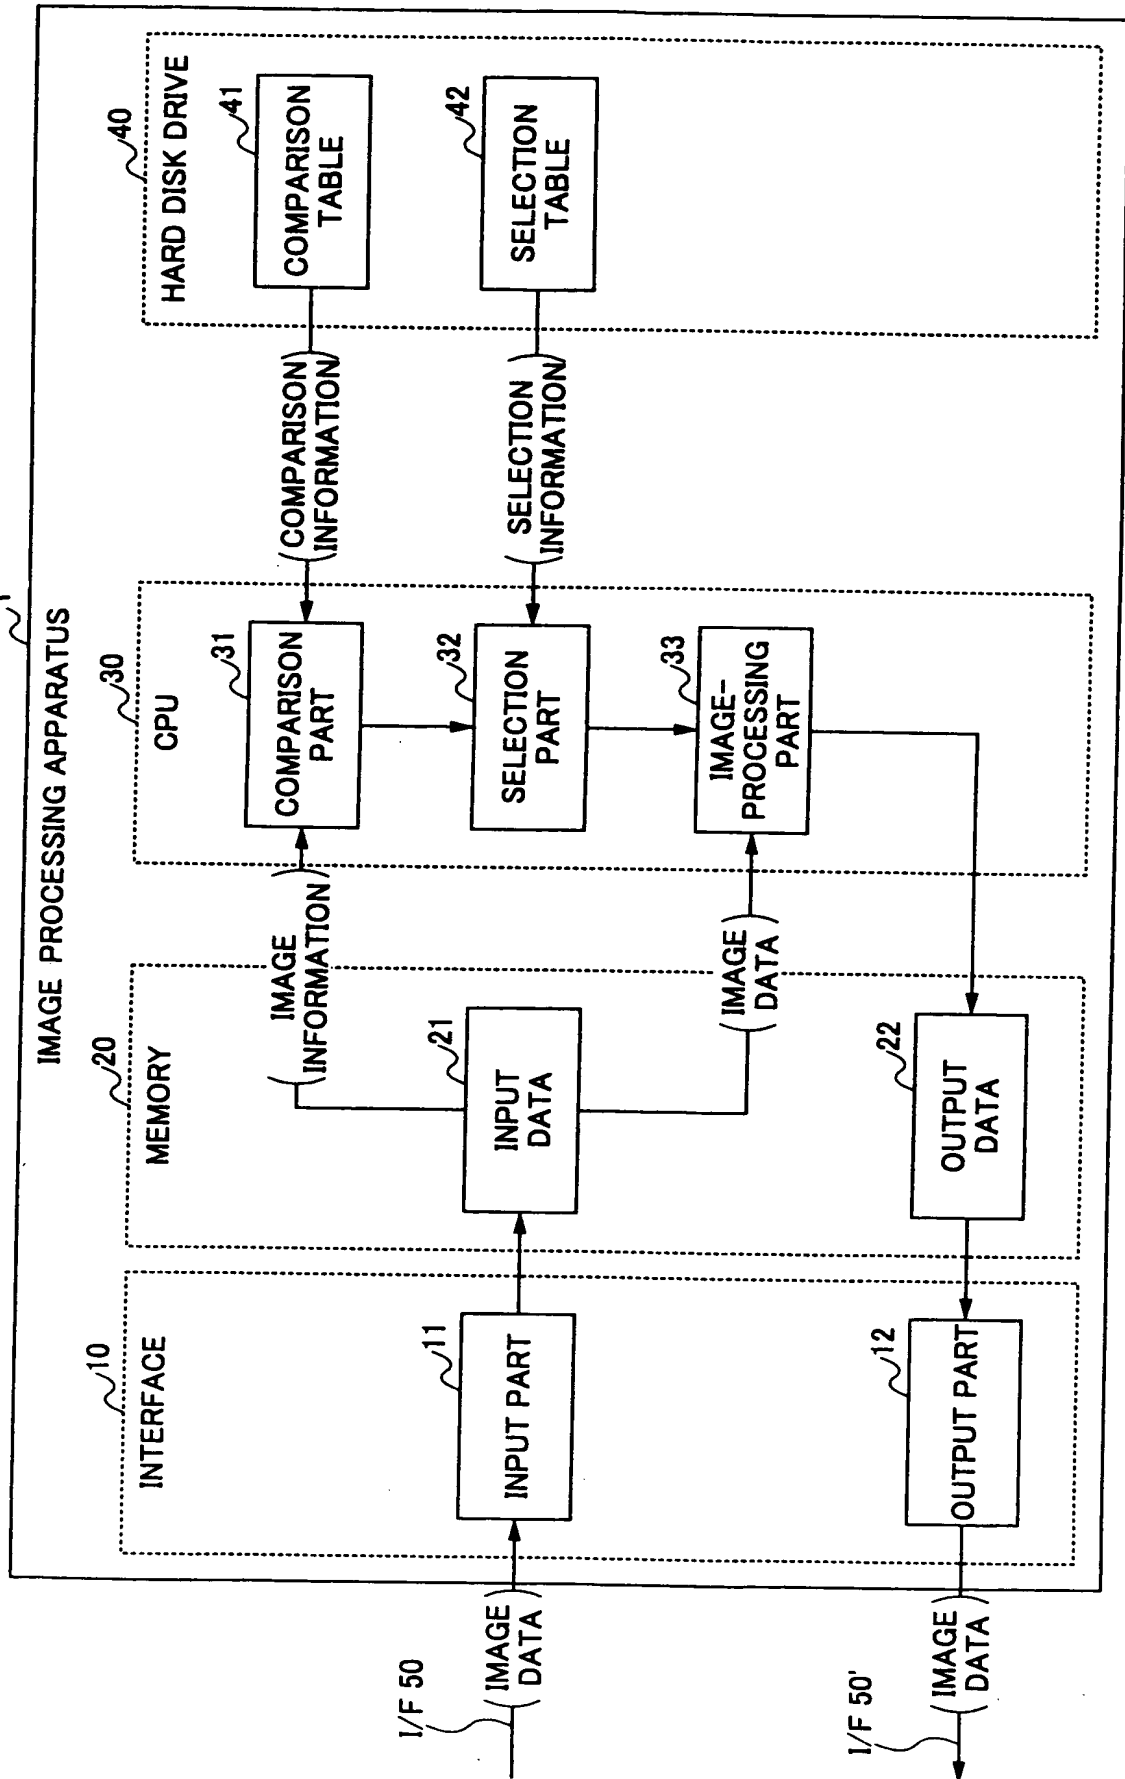 IMAGE PROCESSING APPARATUS
1
10
INTERFACE
11
INPUT PART
12
OUTPUT PART
I/F 50
(IMAGE
DATA)
I/F 50'
(IMAGE
DATA)
20
MEMORY
21
INPUT
DATA
22
OUTPUT
DATA
(IMAGE
INFORMATION)
(IMAGE
DATA)
30
CPU
31
COMPARISON
PART
32
SELECTION
PART
33
IMAGE-
PROCESSING
PART
(COMPARISON
INFORMATION)
(SELECTION
INFORMATION)
40
HARD DISK DRIVE
41
COMPARISON
TABLE
42
SELECTION
TABLE